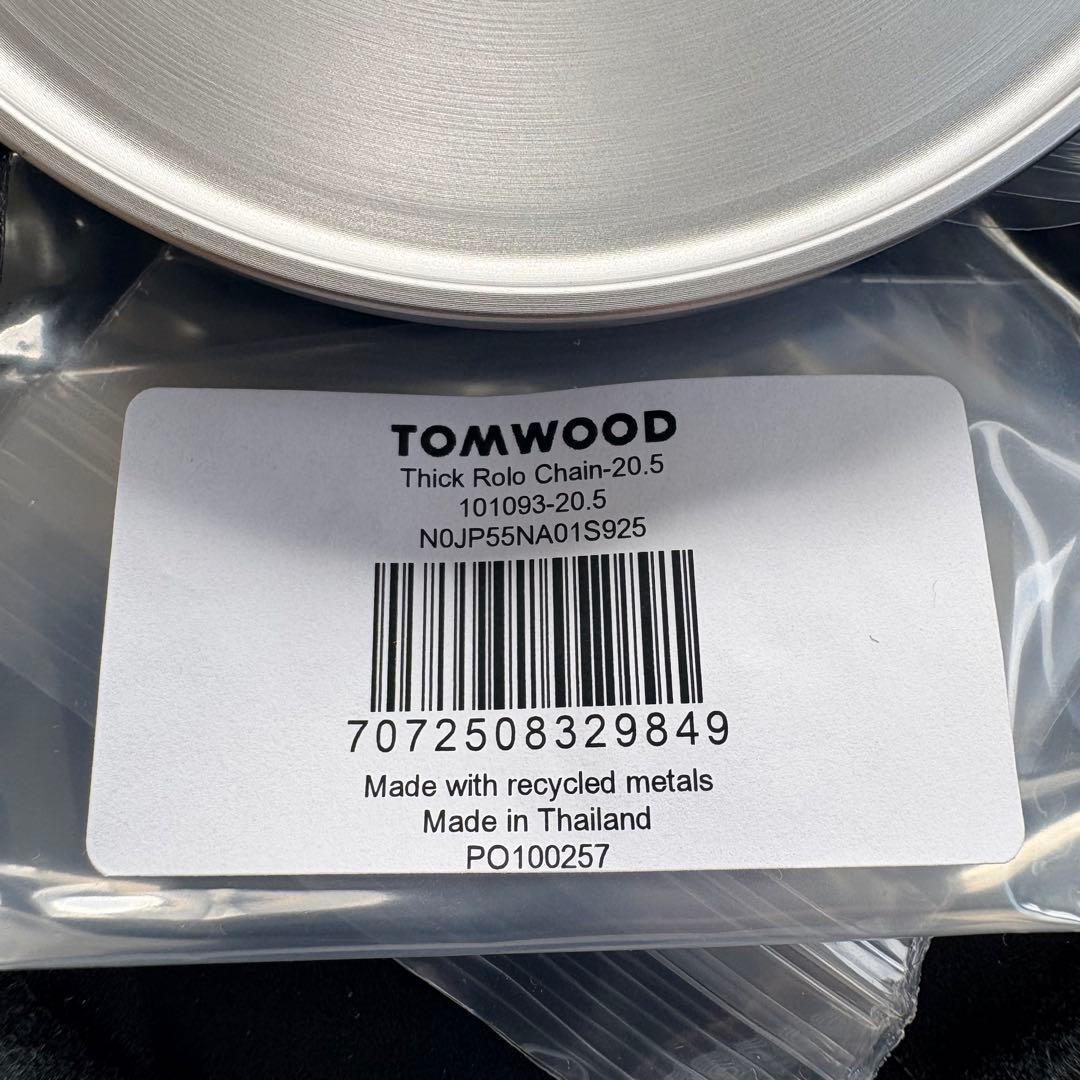 TOMWOOD
Thick Rolo Chain-20.5
101093-20.5
N0JP55NA01S925
7072508329849
Made with recycled metals
Made in Thailand
PO100257